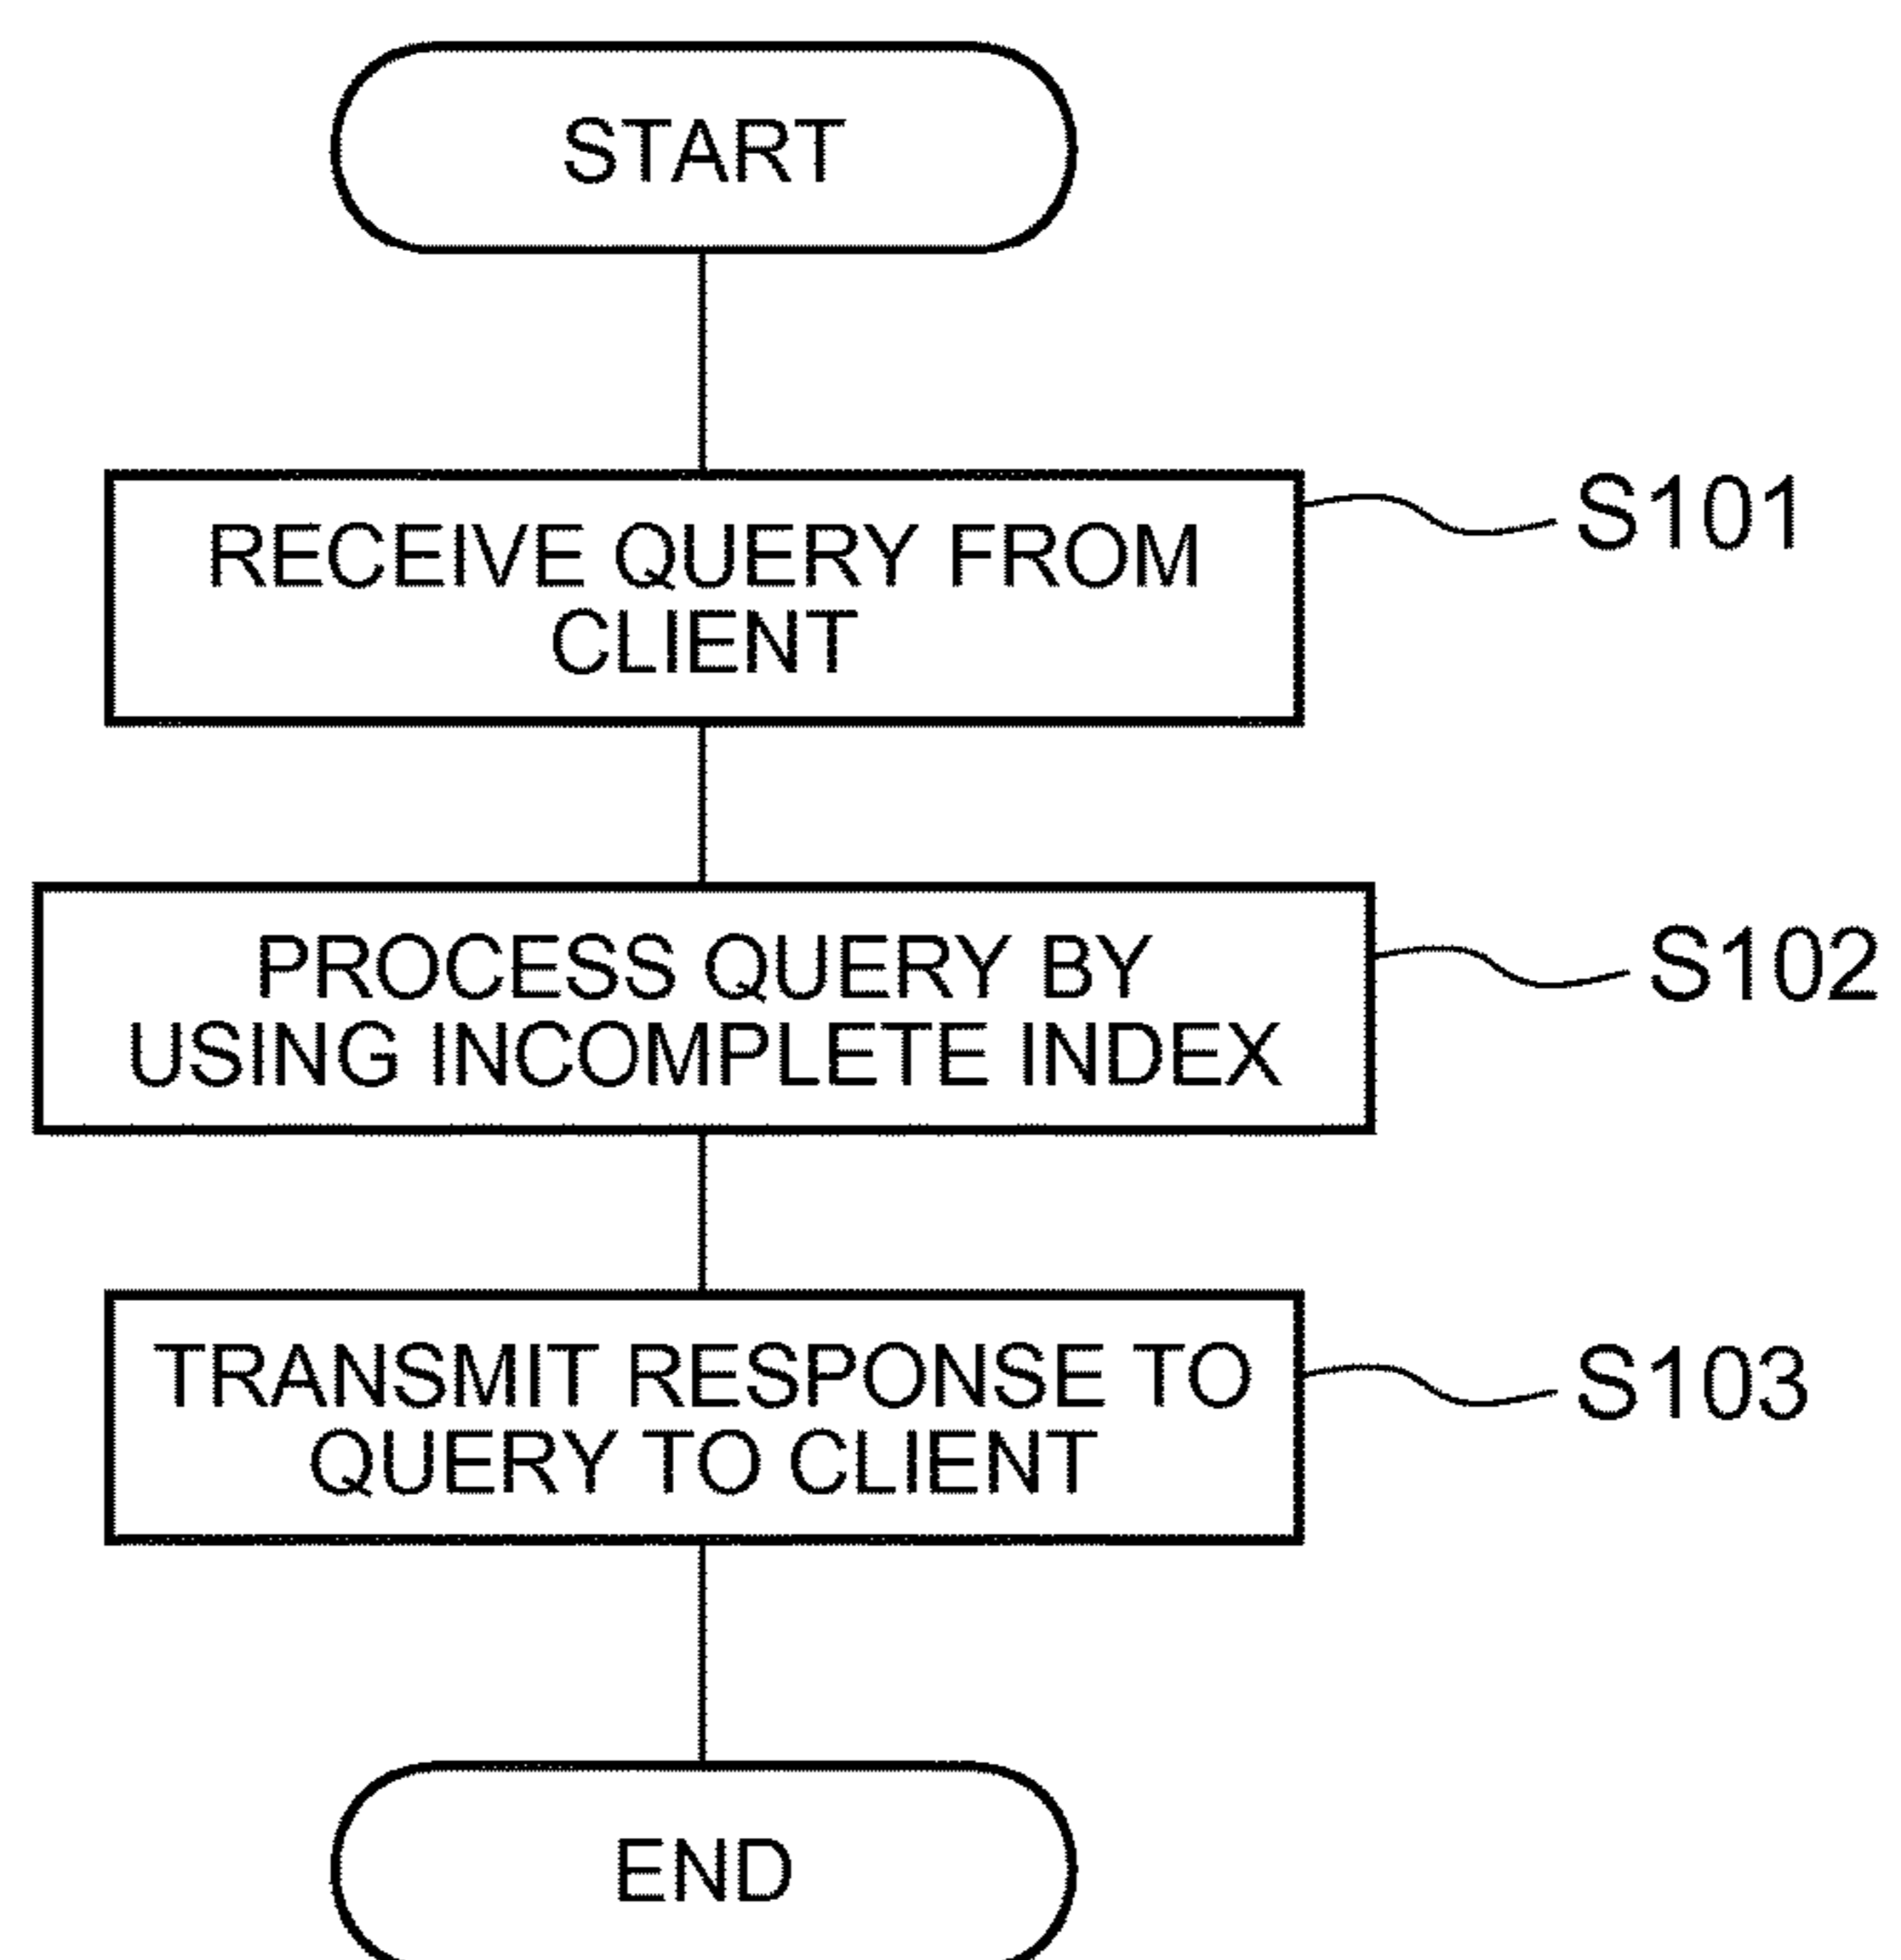 START
RECEIVE QUERY FROM
CLIENT
S101
PROCESS QUERY BY
USING INCOMPLETE INDEX
S102
TRANSMIT RESPONSE TO
QUERY TO CLIENT
S103
END